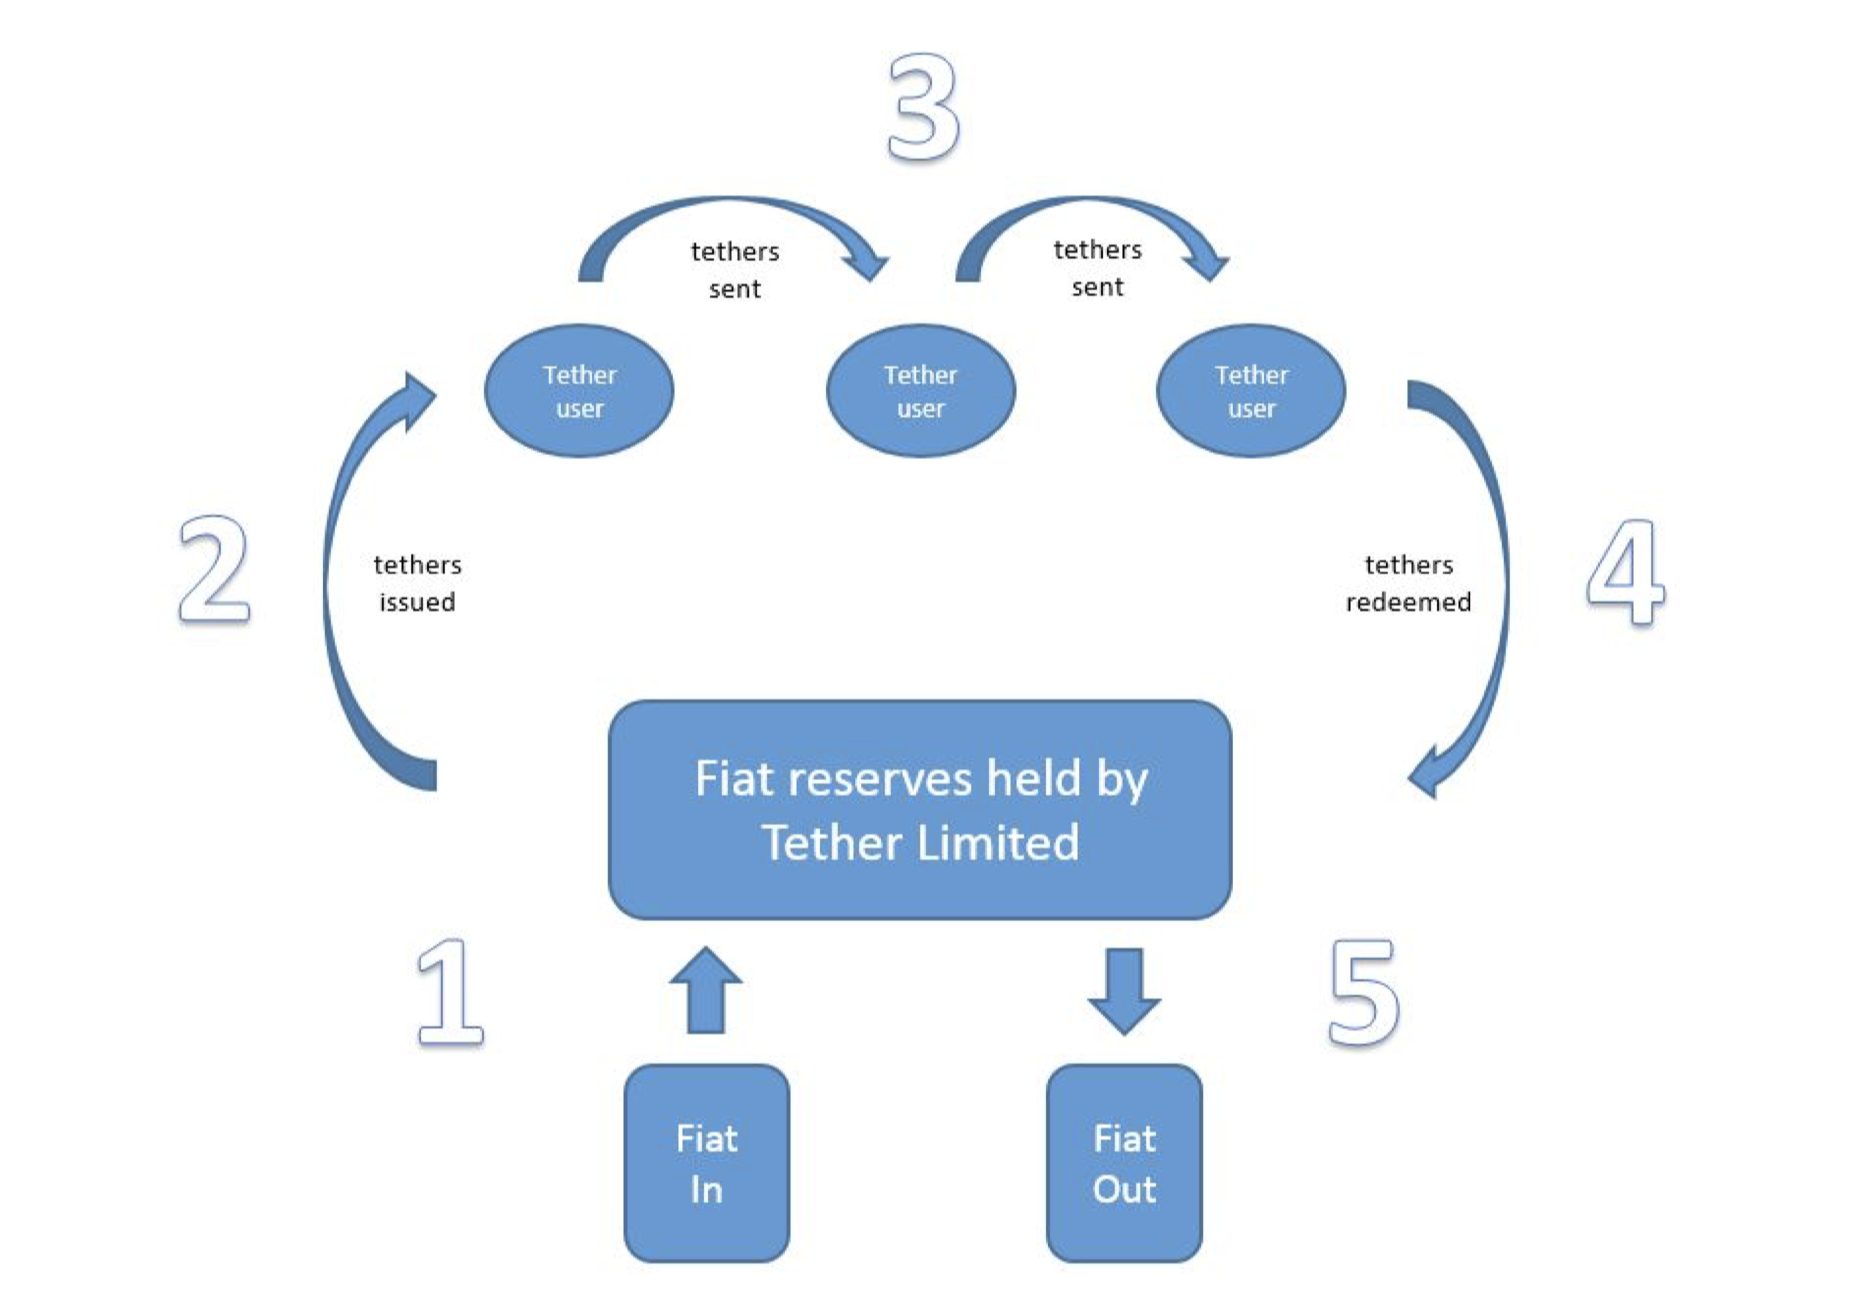 3
tethers
sent
tethers
sent
Tether
user
Tether
user
Tether
user
2
tethers
issued
tethers
redeemed
4
Fiat reserves held by
Tether Limited
1
5
Fiat
In
Fiat
Out